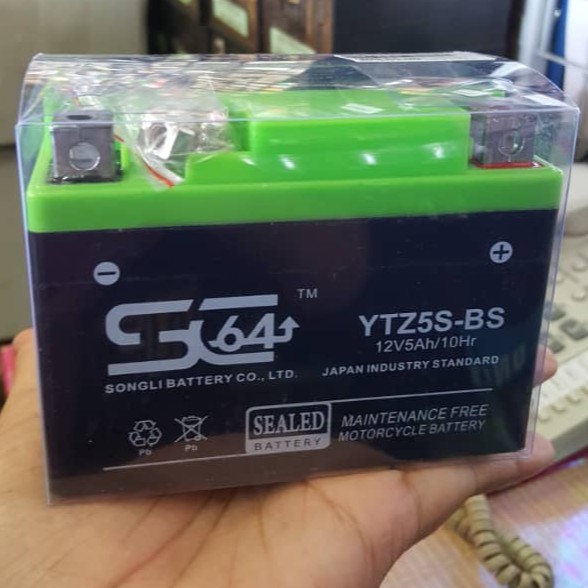 −
+
SC64
TM
SONGLI BATTERY CO., LTD.
YTZ5S-BS
12V5Ah/10Hr
JAPAN INDUSTRY STANDARD
Pb
Pb
SEALED
BATTERY
MAINTENANCE FREE
MOTORCYCLE BATTERY